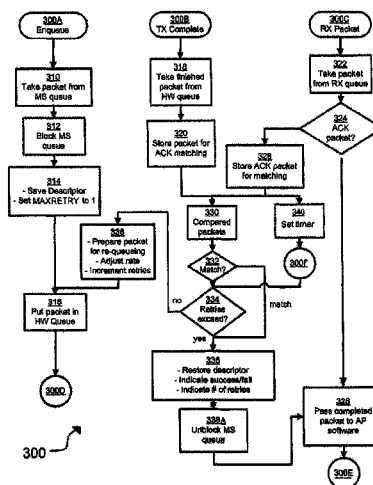 300A
Enqueue
310
Take packet from
MS queue
312
Block MS
queue
314
- Save Descriptor
- Set MAXRETRY to 1
316
Put packet in
HW Queue
300D
300
300B
TX Complete
318
Take finished
packet from
HW queue
320
Store packet for
ACK matching
330
Compared
packets
332
Match?
334
Retries
exceed?
no
yes
match
- Prepare packet
for re-queueing
- Adjust rate
- Increment retries
336
- Restore descriptor
- Indicate success/fail
- Indicate # of retries
338A
Unblock MS
queue
300C
RX Packet
322
Take packet
from RX queue
324
ACK
packet?
Store ACK packet
for matching
340
Set timer
300F
328
Pass completed
packet to AP
software
300E